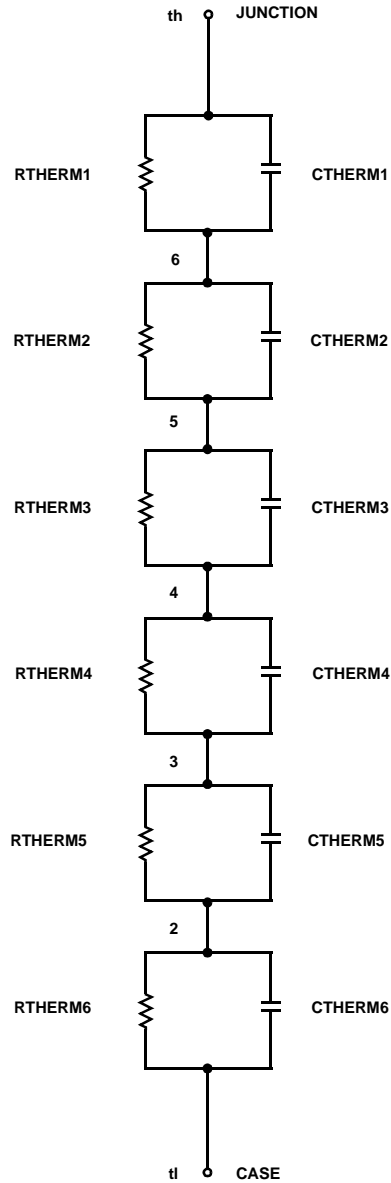 th JUNCTION
RTHERM1 CTHERM1
6
RTHERM2 CTHERM2
5
RTHERM3 CTHERM3
4
RTHERM4 CTHERM4
3
RTHERM5 CTHERM5
2
RTHERM6 CTHERM6
tl CASE